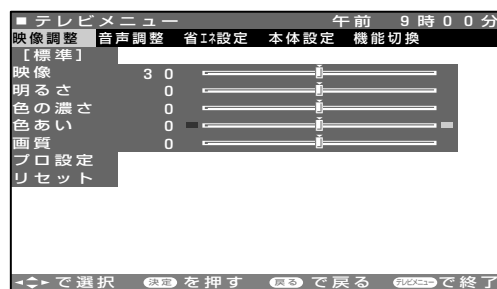 ■テレビメニュー 午前 9時00分
映像調整 音声調整 省エネ設定 本体設定 機能切換
[標準]
映像 30
明るさ 0
色の濃さ 0
色あい 0
画質 0
プロ設定
リセット
で選択 決定 を押す 戻る で戻る テレビメニュー で終了